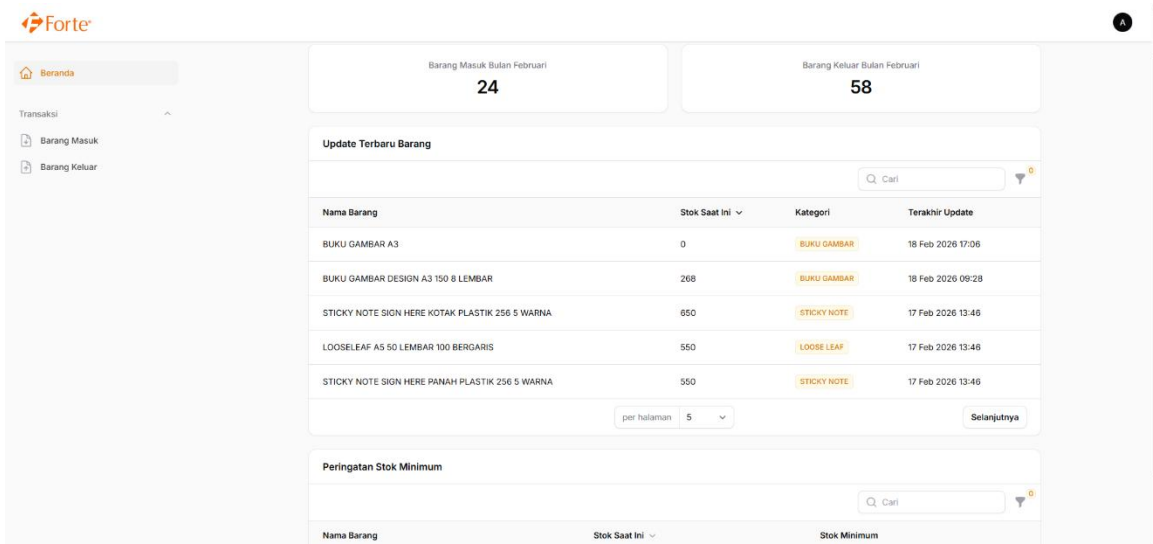 Forte
A
Beranda
Transaksi
Barang Masuk
Barang Keluar
Barang Masuk Bulan Februari
24
Barang Keluar Bulan Februari
58
Update Terbaru Barang
Cari
0
Nama Barang Stok Saat Ini Kategori Terakhir Update
BUKU GAMBAR A3 0 BUKU GAMBAR 18 Feb 2026 17:06
BUKU GAMBAR DESIGN A3 150 8 LEMBAR 268 BUKU GAMBAR 18 Feb 2026 09:28
STICKY NOTE SIGN HERE KOTAK PLASTIK 256 5 WARNA 650 STICKY NOTE 17 Feb 2026 13:46
LOOSELEAF A5 50 LEMBAR 100 BERGARIS 550 LOOSE LEAF 17 Feb 2026 13:46
STICKY NOTE SIGN HERE PANAH PLASTIK 256 5 WARNA 550 STICKY NOTE 17 Feb 2026 13:46
per halaman 5 Selanjutnya
Peringatan Stok Minimum
Cari
0
Nama Barang Stok Saat Ini Stok Minimum